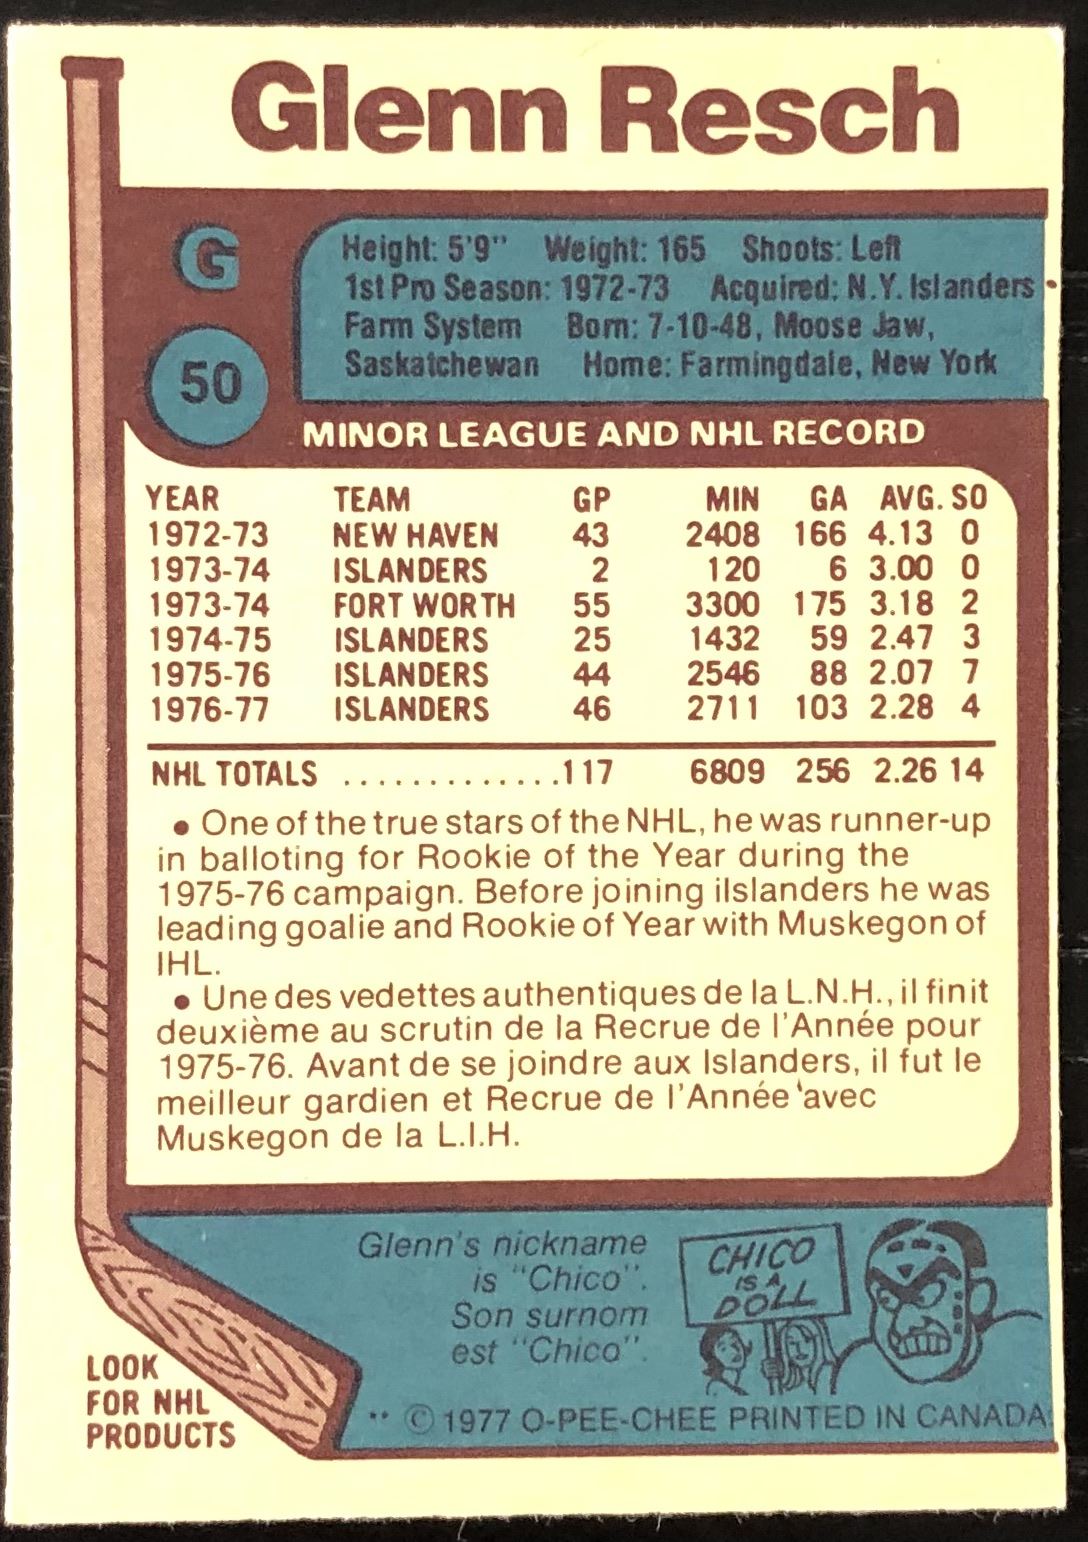 Glenn Resch
G
50
Height: 5'9" Weight: 165 Shoots: Left
1st Pro Season: 1972-73 Acquired: N.Y. Islanders
Farm System Born: 7-10-48, Moose Jaw,
Saskatchewan Home: Farmingdale, New York
MINOR LEAGUE AND NHL RECORD
YEAR TEAM GP MIN GA AVG. SO
1972-73 NEW HAVEN 43 2408 166 4.13 0
1973-74 ISLANDERS 2 120 6 3.00 0
1973-74 FORT WORTH 55 3300 175 3.18 2
1974-75 ISLANDERS 25 1432 59 2.47 3
1975-76 ISLANDERS 44 2546 88 2.07 7
1976-77 ISLANDERS 46 2711 103 2.28 4
NHL TOTALS .............117 6809 256 2.26 14
• One of the true stars of the NHL, he was runner-up
in balloting for Rookie of the Year during the
1975-76 campaign. Before joining ilslanders he was
leading goalie and Rookie of Year with Muskegon of
IHL.
• Une des vedettes authentiques de la L.N.H., il finit
deuxième au scrutin de la Recrue de l'Année pour
1975-76. Avant de se joindre aux Islanders, il fut le
meilleur gardien et Recrue de l'Année avec
Muskegon de la L.I.H.
Glenn's nickname
is "Chico".
Son surnom
est "Chico".
CHICO
IS A
DOLL
LOOK
FOR NHL
PRODUCTS
** © 1977 O-PEE-CHEE PRINTED IN CANADA